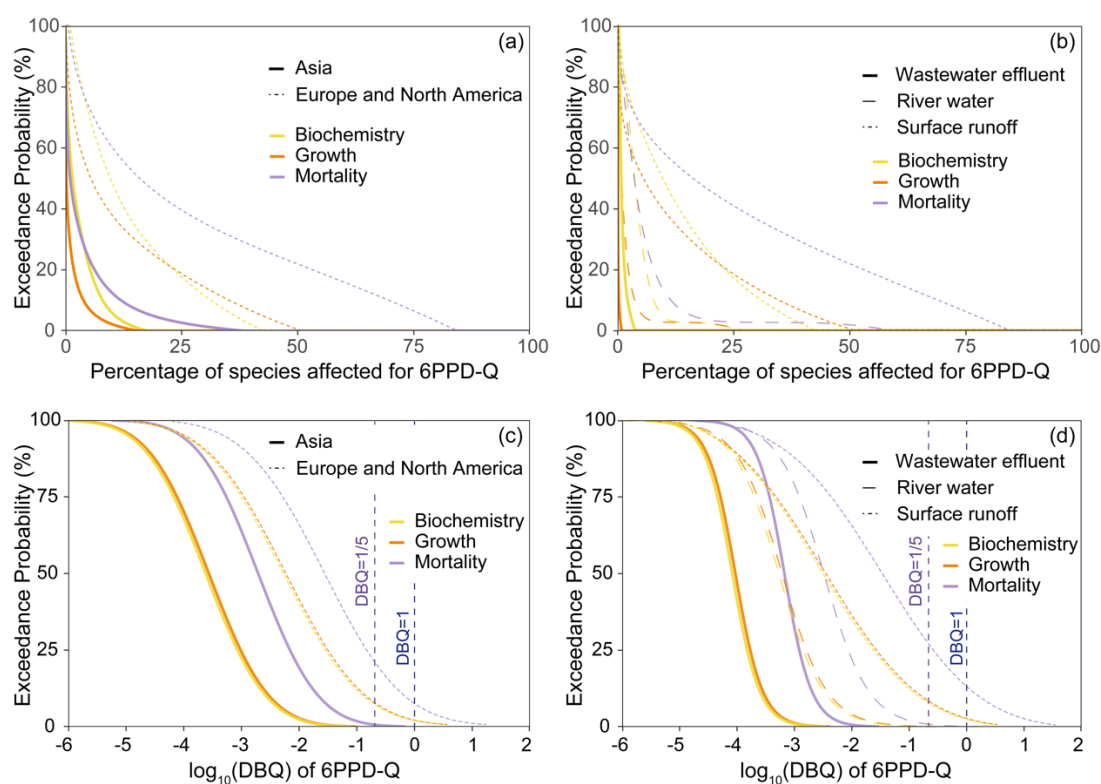 (a)
Asia
Europe and North America
Biochemistry
Growth
Mortality
Exceedance Probability (%)
100
80
60
40
20
0
0 25 50 75 100
Percentage of species affected for 6PPD-Q
(b)
Wastewater effluent
River water
Surface runoff
Biochemistry
Growth
Mortality
Exceedance Probability (%)
100
80
60
40
20
0
0 25 50 75 100
Percentage of species affected for 6PPD-Q
(c)
Asia
Europe and North America
Biochemistry
Growth
Mortality
DBQ=1/5
DBQ=1
Exceedance Probability (%)
100
75
50
25
0
-6 -5 -4 -3 -2 -1 0 1 2
log10(DBQ) of 6PPD-Q
(d)
Wastewater effluent
River water
Surface runoff
Biochemistry
Growth
Mortality
DBQ=1/5
DBQ=1
Exceedance Probability (%)
100
75
50
25
0
-6 -5 -4 -3 -2 -1 0 1 2
log10(DBQ) of 6PPD-Q